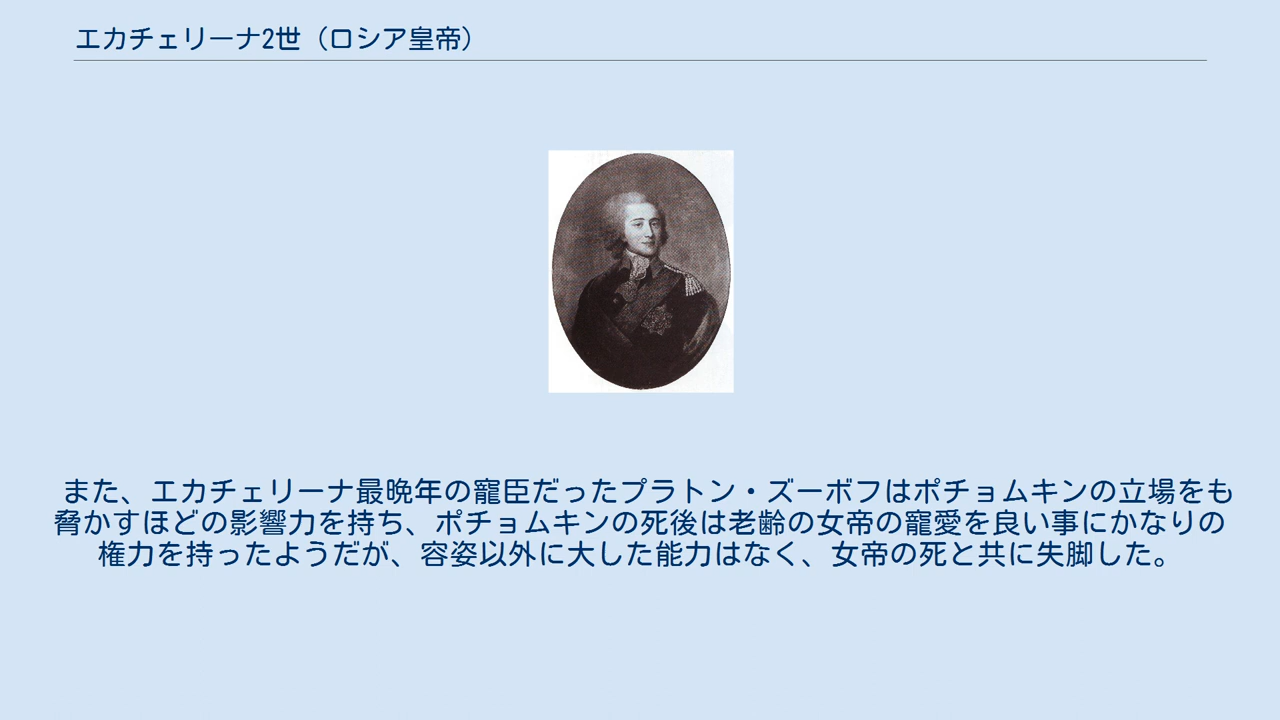 エカチェリーナ2世（ロシア皇帝）
また、エカチェリーナ最晩年の寵臣だったプラトン・ズーボフはポチョムキンの立場をも
脅かすほどの影響力を持ち、ポチョムキンの死後は老齢の女帝の寵愛を良い事にかなりの
権力を持ったようだが、容姿以外に大した能力はなく、女帝の死と共に失脚した。